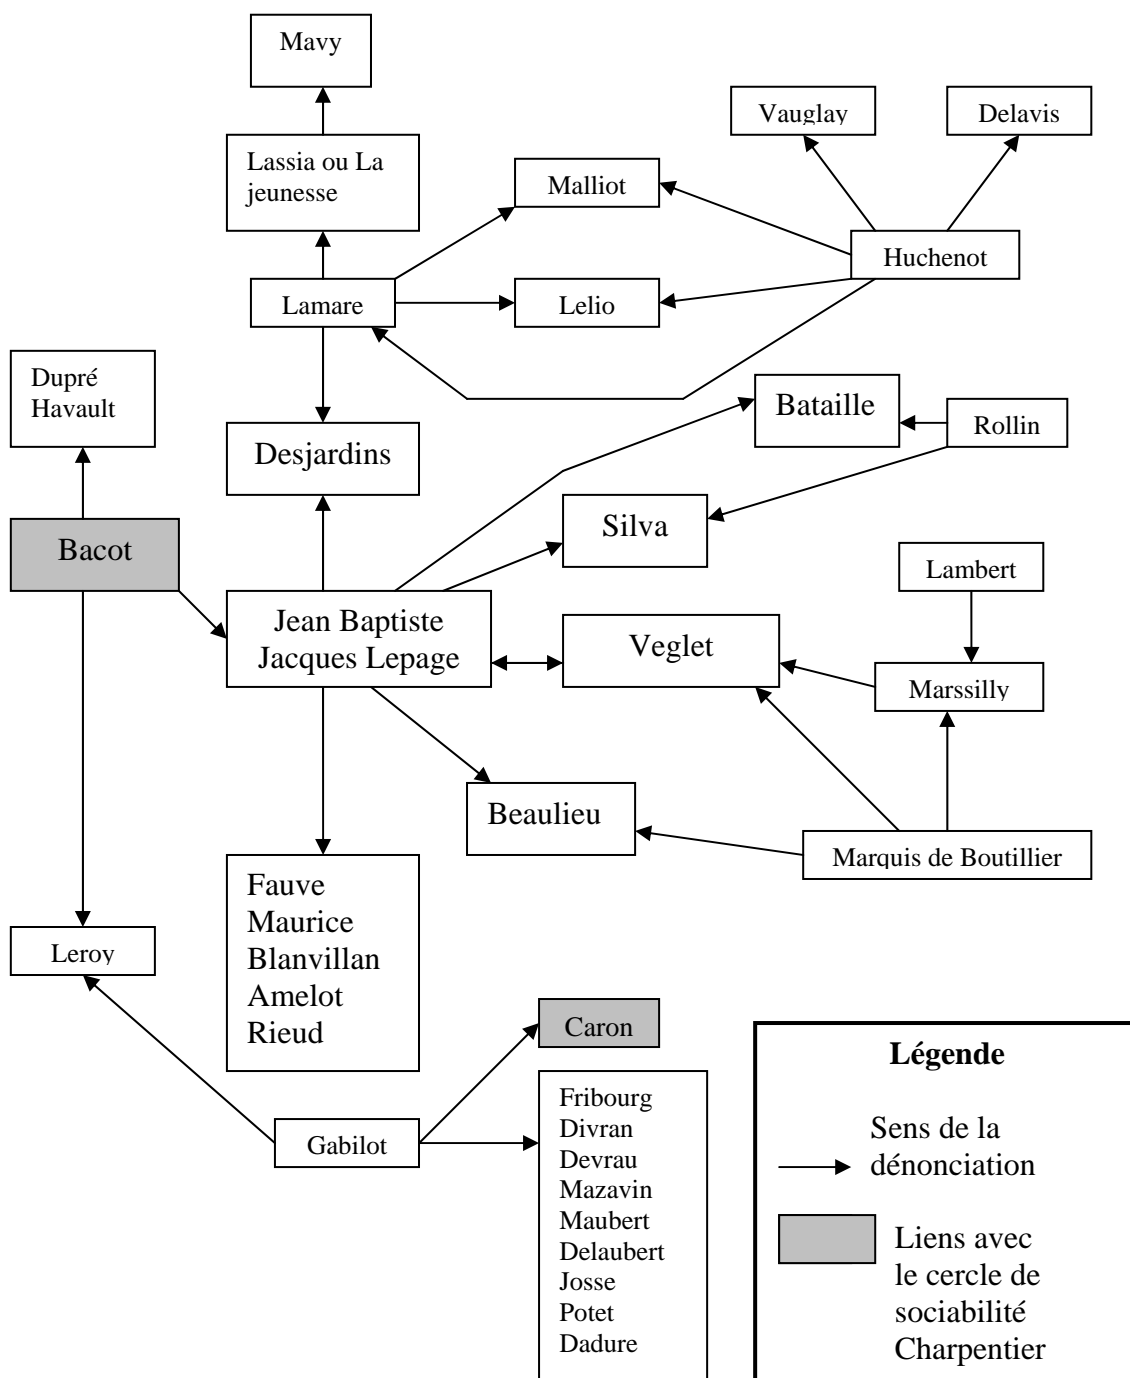 Mavy
Vauglay
Delavis
Lassia ou La
jeunesse
Malliot
Huchenot
Lamare
Lelio
Dupré
Havault
Bataille
Rollin
Desjardins
Silva
Bacot
Lambert
Jean Baptiste
Jacques Lepage
Veglet
Marssilly
Beaulieu
Marquis de Boutillier
Fauve
Maurice
Blanvillan
Amelot
Rieud
Leroy
Caron
Gabilot
Fribourg
Divran
Devrau
Mazavin
Maubert
Delaubert
Josse
Potet
Dadure
Légende
Sens de la
dénonciation
Liens avec
le cercle de
sociabilité
Charpentier